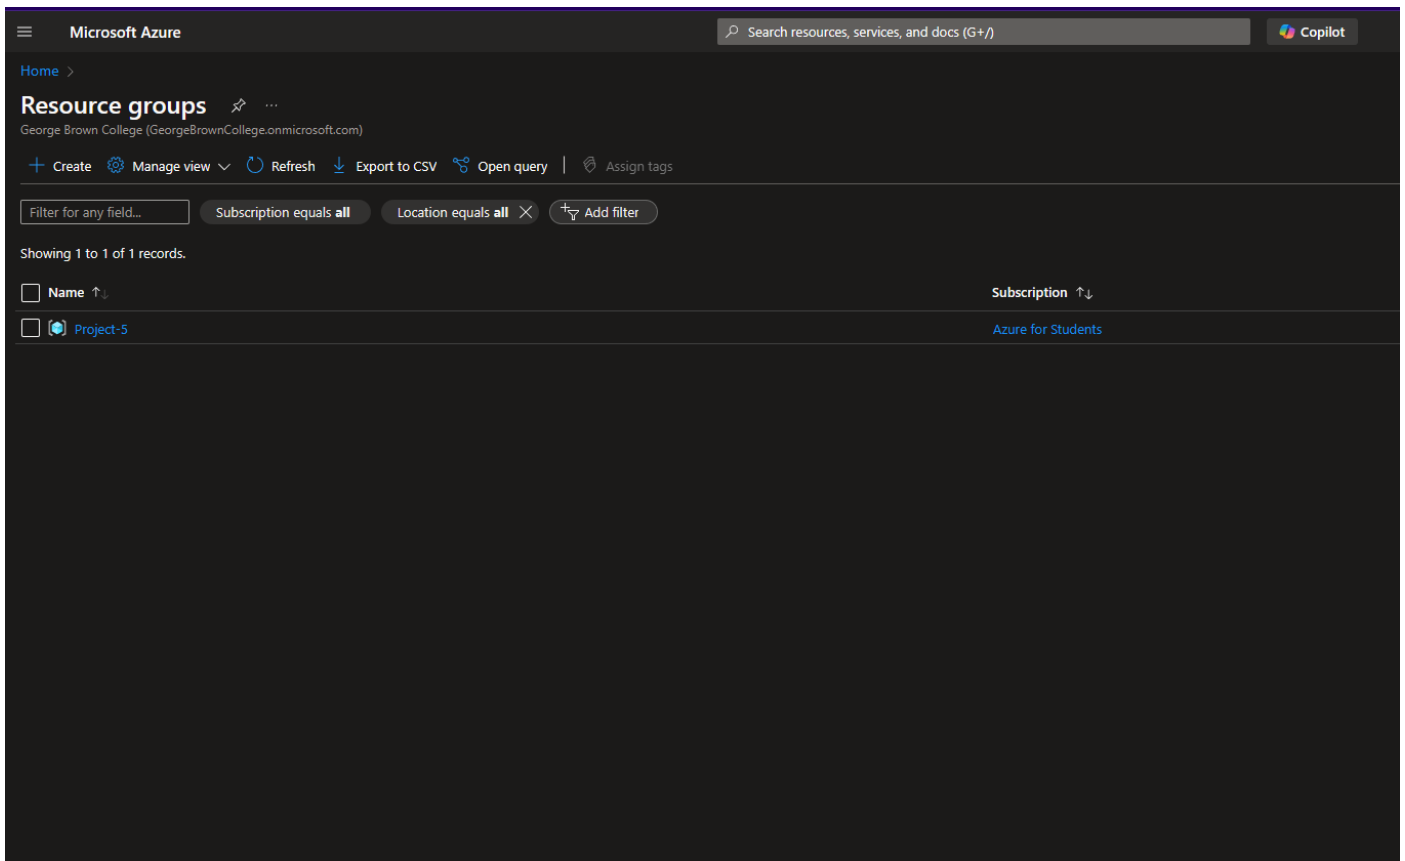 Microsoft Azure
Search resources, services, and docs (G+/)
Copilot
Home >
Resource groups
George Brown College (GeorgeBrownCollege.onmicrosoft.com)
Create Manage view Refresh Export to CSV Open query Assign tags
Filter for any field... Subscription equals all Location equals all Add filter
Showing 1 to 1 of 1 records.
Name Subscription
Project-5 Azure for Students